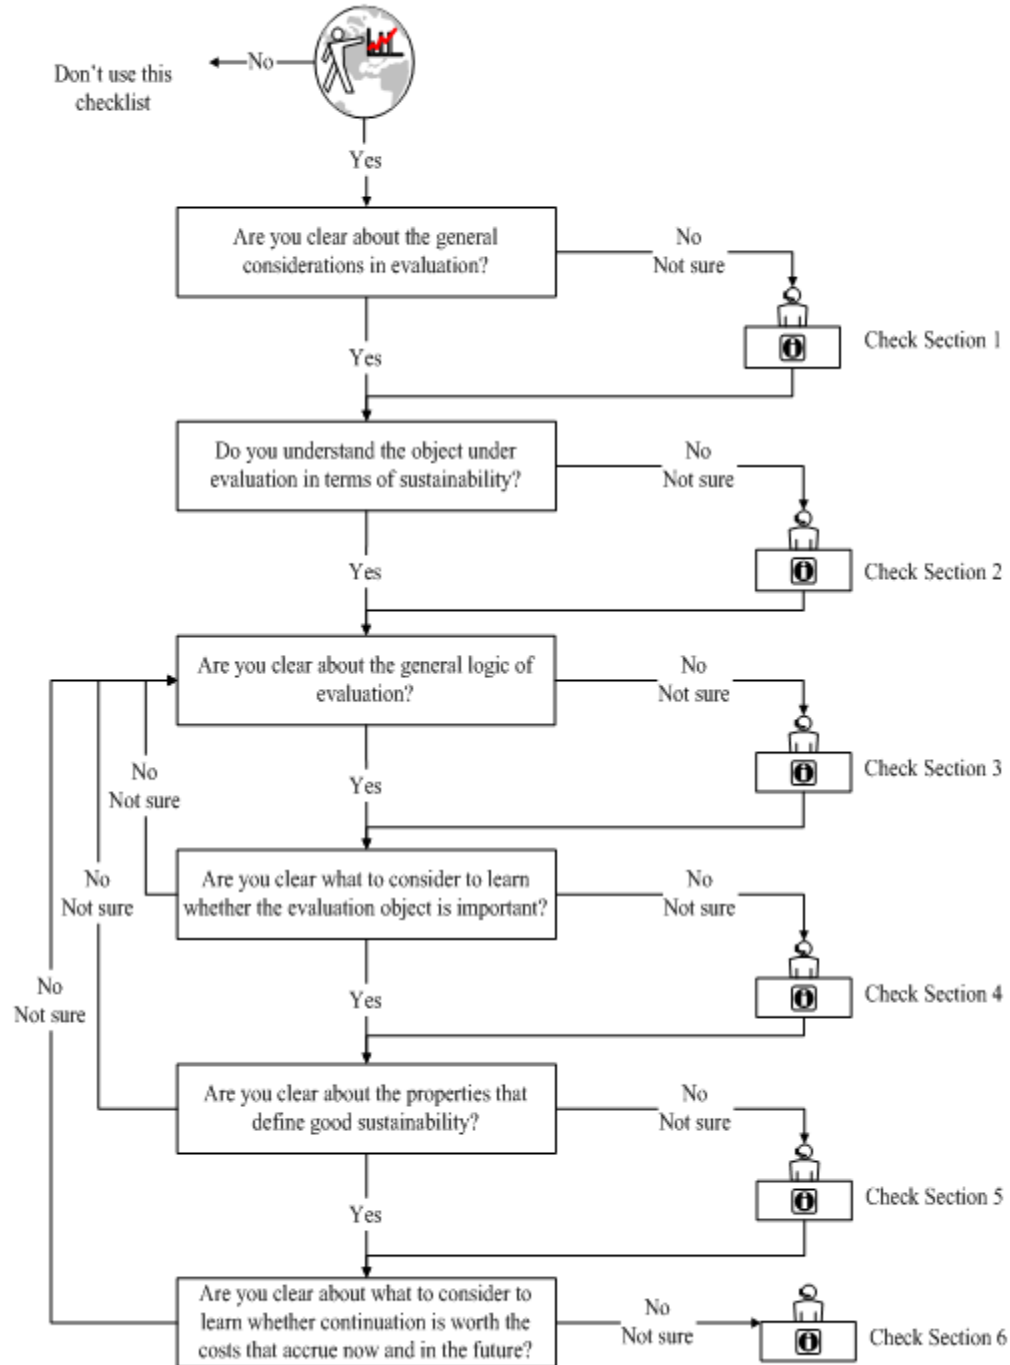 No
Don't use this
checklist
Yes
Are you clear about the general
considerations in evaluation?
No
Not sure
Check Section 1
Yes
Do you understand the object under
evaluation in terms of sustainability?
No
Not sure
Check Section 2
Yes
Are you clear about the general logic of
evaluation?
No
Not sure
Check Section 3
No
Not sure
Yes
Are you clear what to consider to learn
whether the evaluation object is important?
No
Not sure
Check Section 4
No
Not sure
Yes
No
Not sure
Are you clear about the properties that
define good sustainability?
No
Not sure
Check Section 5
Yes
Are you clear about what to consider to
learn whether continuation is worth the
costs that accrue now and in the future?
No
Not sure
Check Section 6